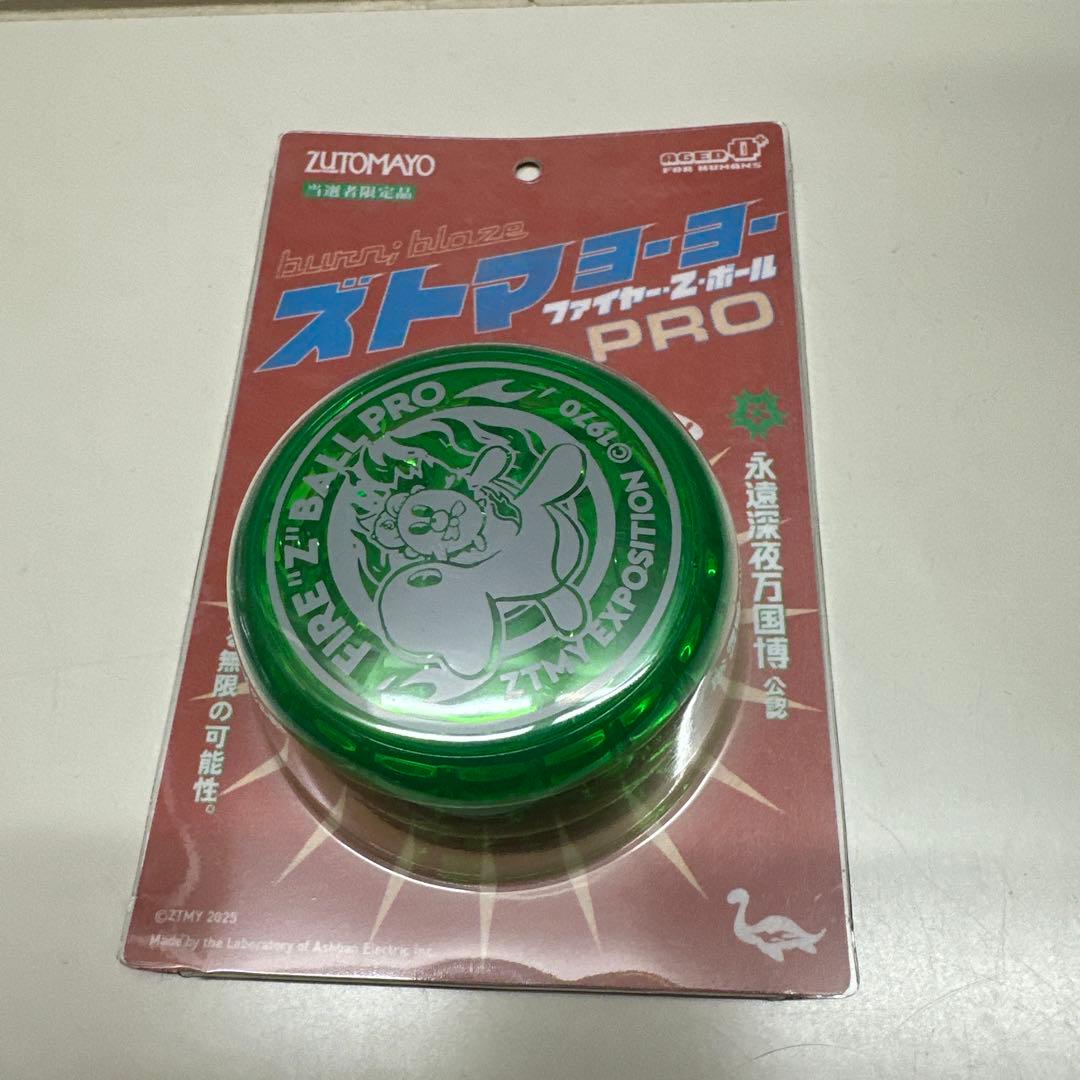 ZUTOMAYO
当選者限定品
AGED 0+
FOR HUMANS
burn; blaze
ズトマヨーヨー
ファイヤー・Z・ボール
PRO
FIRE"Z"BALL PRO
©1970
ZTMY EXPOSITION
永遠深夜万国博 公認
無限の可能性。
©ZTMY 2025
Made by the Laboratory of Ashban Electric inc